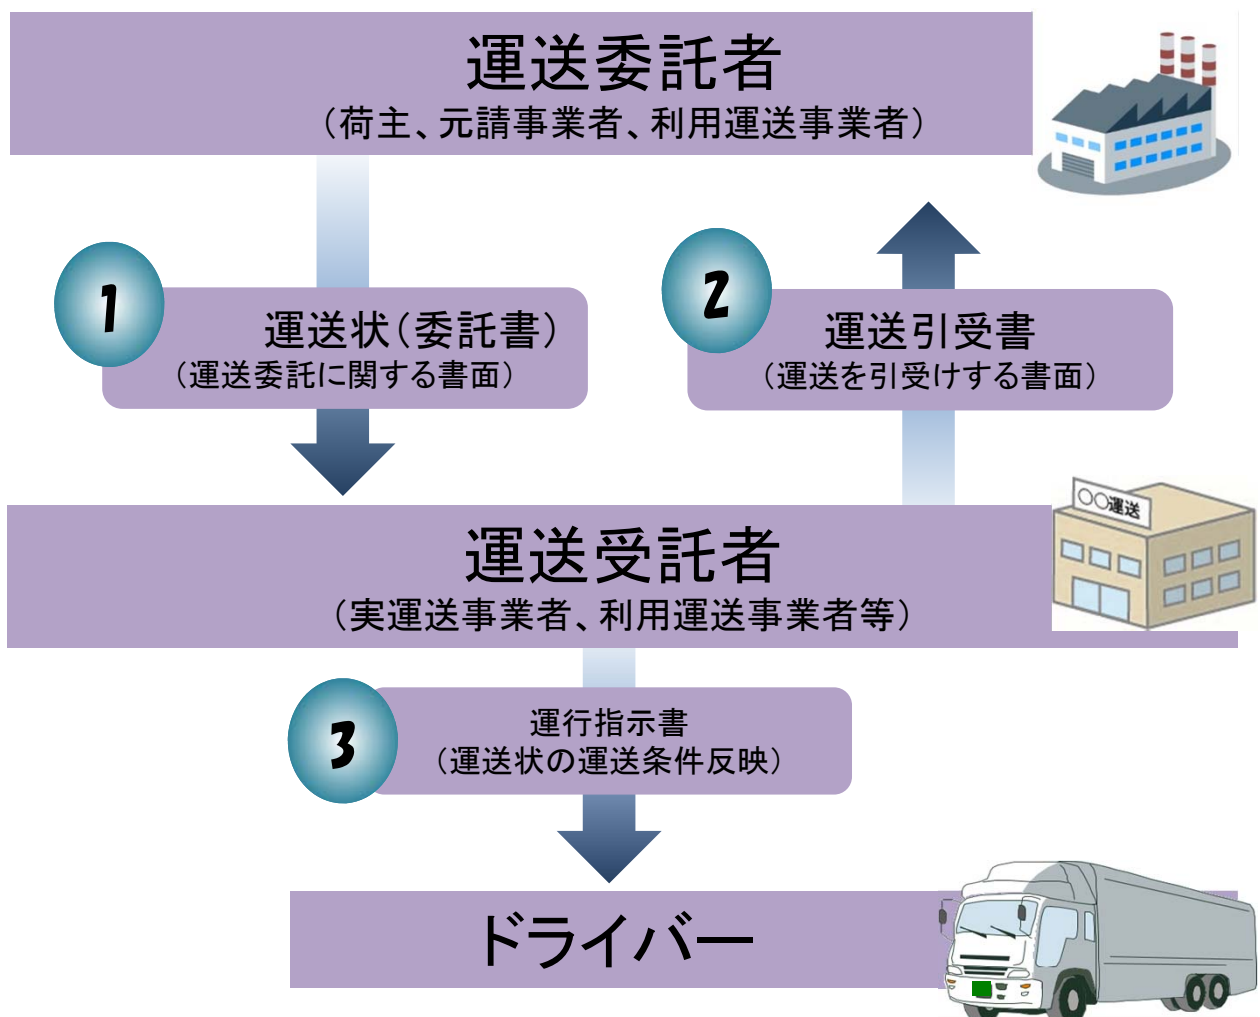 運送委託者
（荷主、元請事業者、利用運送事業者）
1
運送状（委託書）
（運送委託に関する書面）
2
運送引受書
（運送を引受けする書面）
○○運送
運送受託者
（実運送事業者、利用運送事業者等）
3
運行指示書
（運送状の運送条件反映）
ドライバー